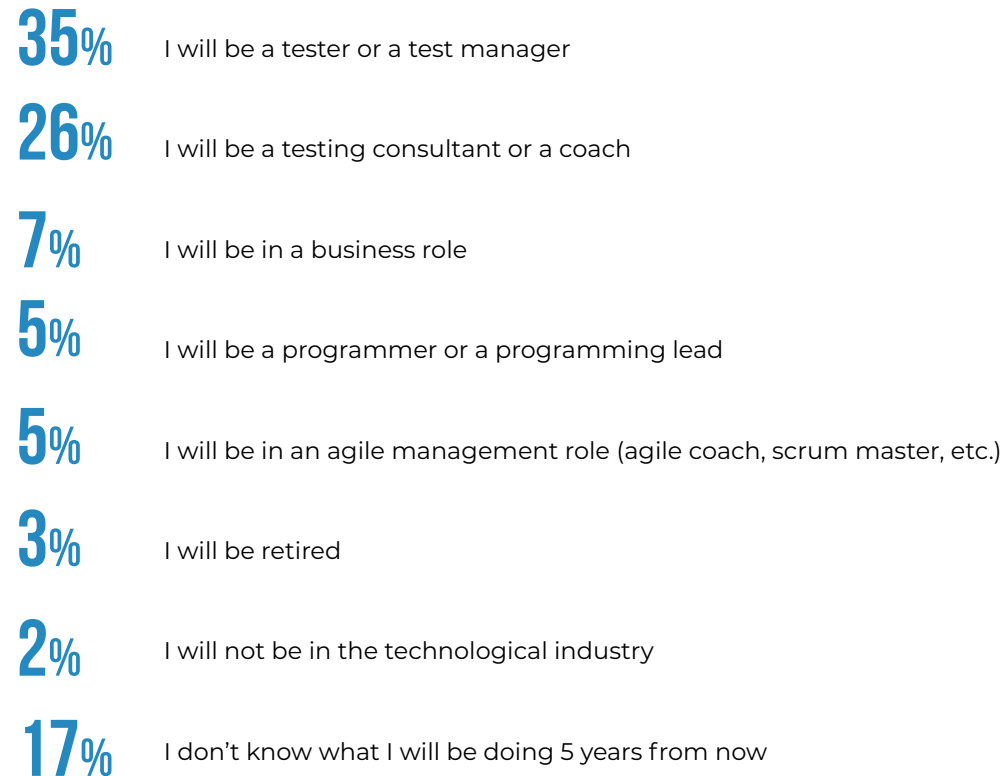 35% I will be a tester or a test manager
26% I will be a testing consultant or a coach
7% I will be in a business role
5% I will be a programmer or a programming lead
5% I will be in an agile management role (agile coach, scrum master, etc.)
3% I will be retired
2% I will not be in the technological industry
17% I don’t know what I will be doing 5 years from now